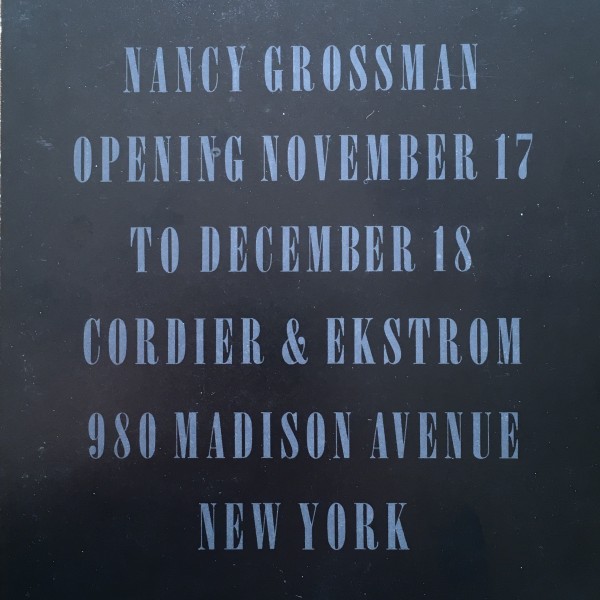 NANCY GROSSMAN
OPENING NOVEMBER 17
TO DECEMBER 18
CORDIER & EKSTROM
980 MADISON AVENUE
NEW YORK